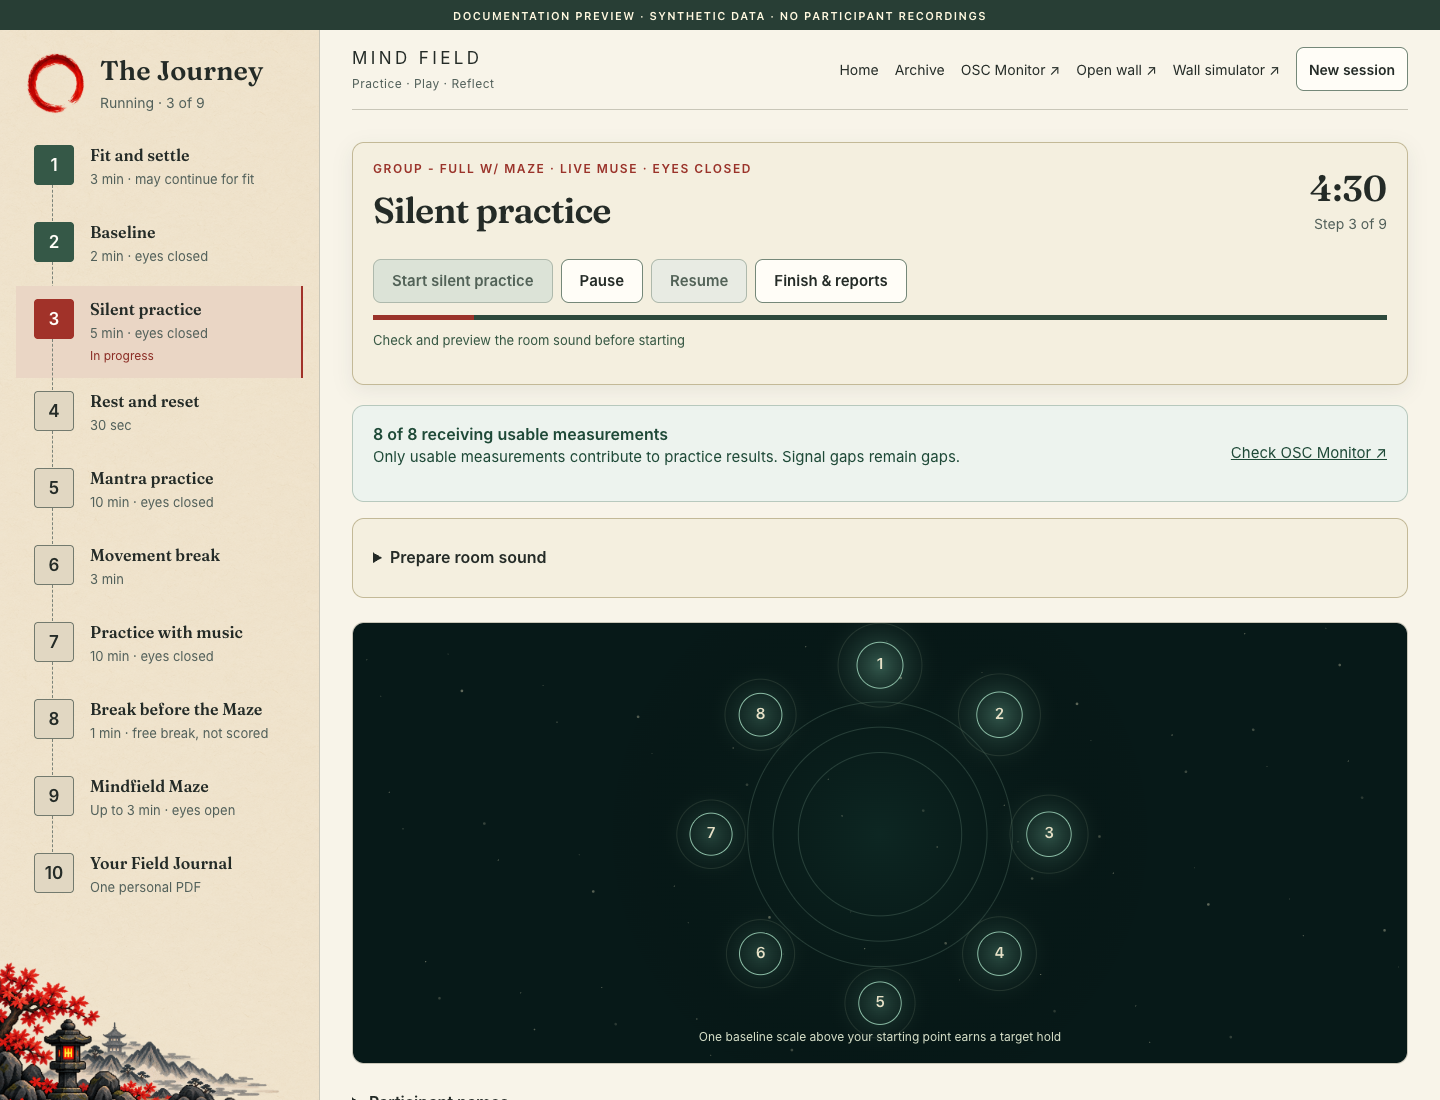 DOCUMENTATION PREVIEW · SYNTHETIC DATA · NO PARTICIPANT RECORDINGS
The Journey
Running · 3 of 9
1
Fit and settle
3 min · may continue for fit
2
Baseline
2 min · eyes closed
3
Silent practice
5 min · eyes closed
In progress
4
Rest and reset
30 sec
5
Mantra practice
10 min · eyes closed
6
Movement break
3 min
7
Practice with music
10 min · eyes closed
8
Break before the Maze
1 min · free break, not scored
9
Mindfield Maze
Up to 3 min · eyes open
10
Your Field Journal
One personal PDF
MIND FIELD
Practice · Play · Reflect
Home Archive OSC Monitor ↗ Open wall ↗ Wall simulator ↗ New session
GROUP - FULL W/ MAZE · LIVE MUSE · EYES CLOSED
Silent practice
4:30
Step 3 of 9
Start silent practice Pause Resume Finish & reports
Check and preview the room sound before starting
8 of 8 receiving usable measurements
Only usable measurements contribute to practice results. Signal gaps remain gaps.
Check OSC Monitor ↗
Prepare room sound
1
8
2
7
3
6
4
5
One baseline scale above your starting point earns a target hold
Participant names